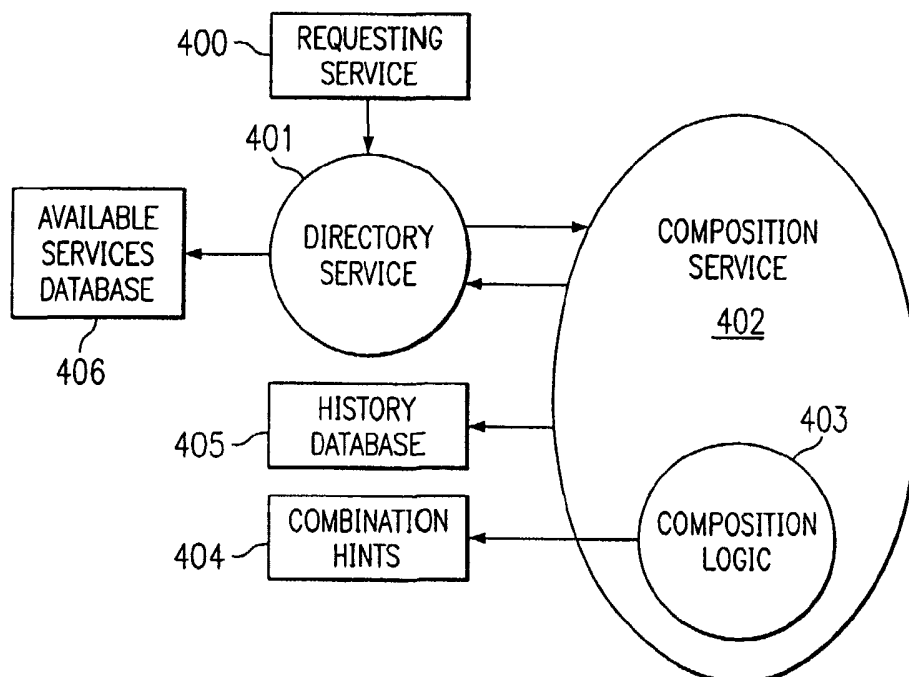 400
REQUESTING
SERVICE
401
DIRECTORY
SERVICE
AVAILABLE
SERVICES
DATABASE
406
COMPOSITION
SERVICE
402
405
HISTORY
DATABASE
403
404
COMBINATION
HINTS
COMPOSITION
LOGIC